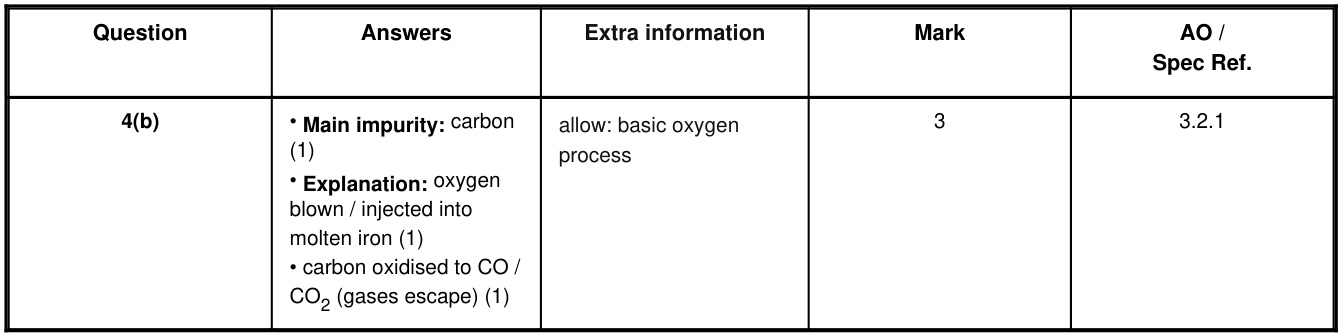 Question Answers Extra information Mark AO /
Spec Ref.
4(b)
• Main impurity: carbon
(1)
• Explanation: oxygen
blown / injected into
molten iron (1)
• carbon oxidised to CO /
CO₂ (gases escape) (1)
allow: basic oxygen
process
3
3.2.1